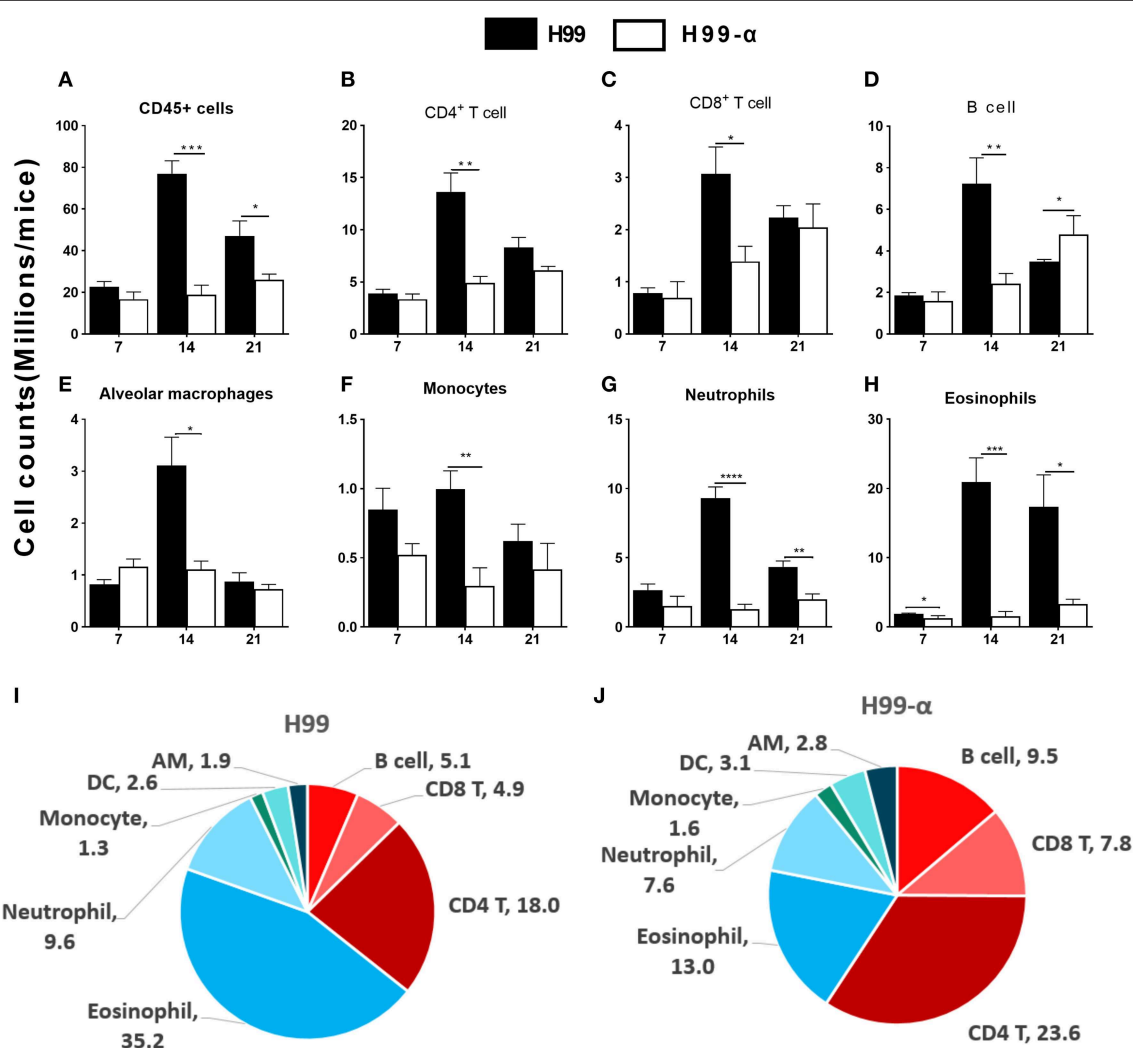 H99 H99-α
A B C D
CD45+ cells CD4+ T cell CD8+ T cell B cell
Cell counts(Millions/mice)
100 80 60 40 20 0
*** *
7 14 21
20 15 10 5 0
**
7 14 21
4 3 2 1 0
*
7 14 21
10 8 6 4 2 0
** *
7 14 21
E F G H
Alveolar macrophages Monocytes Neutrophils Eosinophils
4 3 2 1 0
*
7 14 21
1.5 1.0 0.5 0.0
**
7 14 21
15 10 5 0
**** **
7 14 21
30 20 10 0
* *** *
7 14 21
I
H99
AM, 1.9
B cell, 5.1
DC, 2.6
CD8 T, 4.9
Monocyte,
1.3
CD4 T, 18.0
Neutrophil,
9.6
Eosinophil,
35.2
J
H99-α
AM, 2.8
B cell, 9.5
DC, 3.1
Monocyte,
1.6
CD8 T, 7.8
Neutrophil,
7.6
Eosinophil,
13.0
CD4 T, 23.6